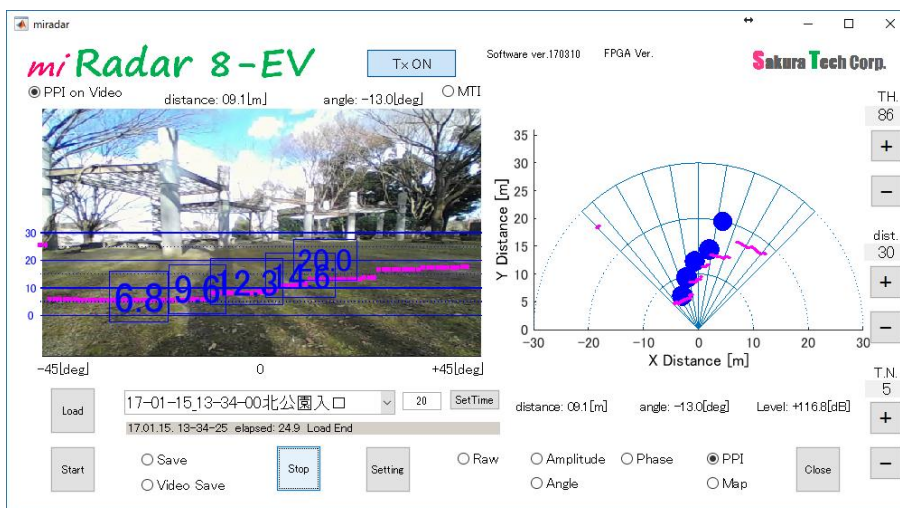 miradar
mi Radar 8-EV
Tx ON
Software ver.170310 FPGA Ver.
Sakura Tech Corp.
PPI on Video
distance: 09.1[m] angle: -13.0[deg]
MTI
TH.
86
+
−
dist.
30
+
−
T.N.
5
+
−
30
20
10
0
6.8
9.6
12.3
14.6
20.0
-45[deg] 0 +45[deg]
Y Distance [m]
35
30
25
20
15
10
5
0
-30 -20 -10 0 10 20 30
X Distance [m]
Load
17-01-15_13-34-00北公園入口
20
SetTime
17.01.15. 13-34-25 elapsed: 24.9 Load End
distance: 09.1[m] angle: -13.0[deg] Level: +116.8[dB]
Start
Save
Video Save
Stop
Setting
Raw
Amplitude
Phase
PPI
Angle
Map
Close